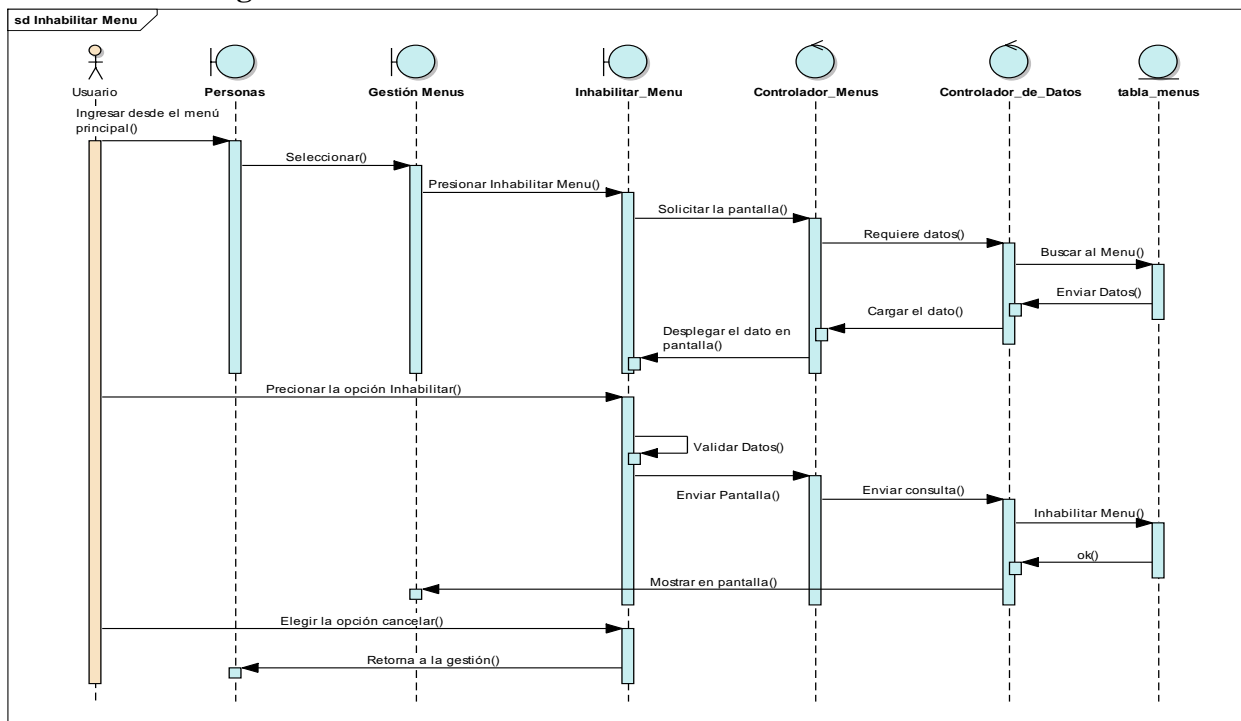 sd Inhabilitar Menu
Usuario
Personas
Gestión Menus
Inhabilitar_Menu
Controlador_Menus
Controlador_de_Datos
tabla_menus
Ingresar desde el menú
principal()
Seleccionar()
Presionar Inhabilitar Menu()
Solicitar la pantalla()
Requiere datos()
Buscar al Menu()
Enviar Datos()
Cargar el dato()
Desplegar el dato en
pantalla()
Precionar la opción Inhabilitar()
Validar Datos()
Enviar Pantalla()
Enviar consulta()
Inhabilitar Menu()
ok()
Mostrar en pantalla()
Elegir la opción cancelar()
Retorna a la gestión()